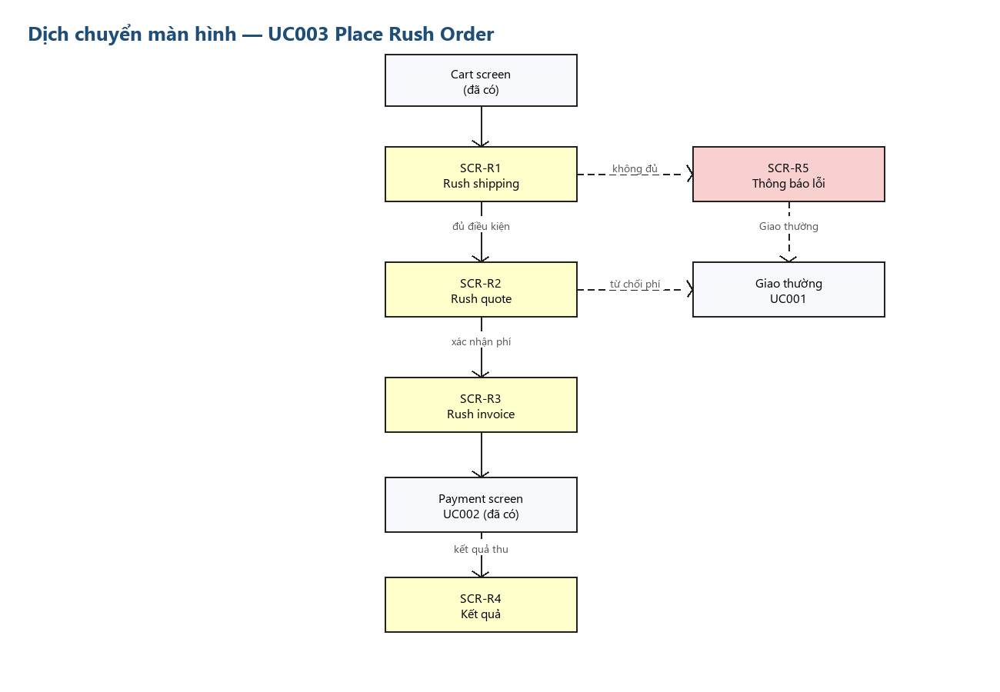 Dịch chuyển màn hình — UC003 Place Rush Order
Cart screen
(đã có)
SCR-R1
Rush shipping
không đủ
SCR-R5
Thông báo lỗi
đủ điều kiện
Giao thường
SCR-R2
Rush quote
từ chối phí
Giao thường
UC001
xác nhận phí
SCR-R3
Rush invoice
Payment screen
UC002 (đã có)
kết quả thu
SCR-R4
Kết quả